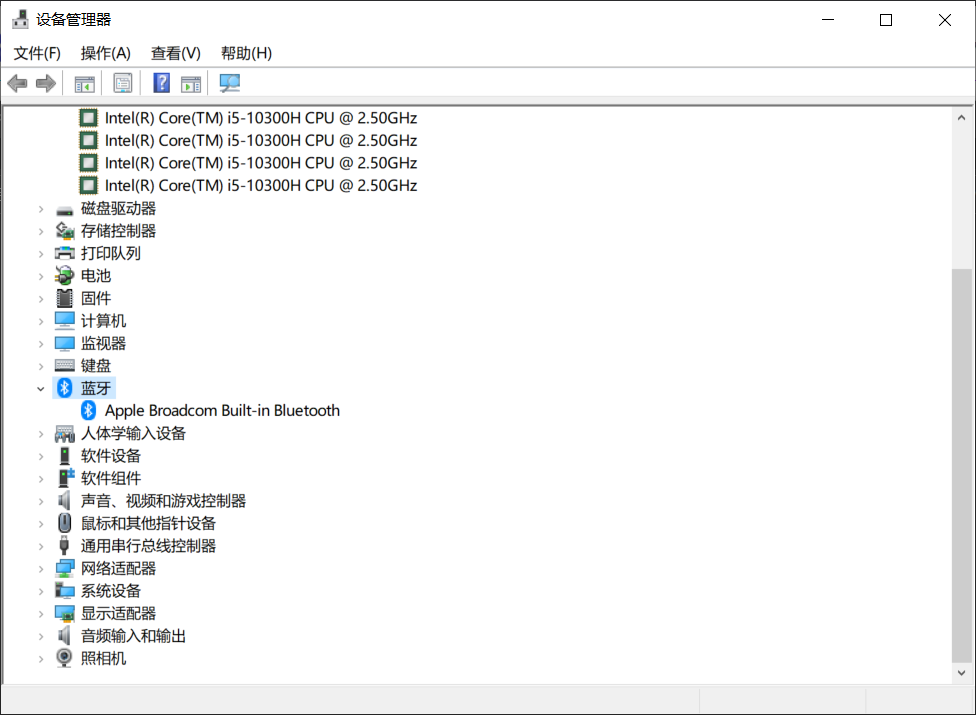 设备管理器
文件(F) 操作(A) 查看(V) 帮助(H)
Intel(R) Core(TM) i5-10300H CPU @ 2.50GHz
Intel(R) Core(TM) i5-10300H CPU @ 2.50GHz
Intel(R) Core(TM) i5-10300H CPU @ 2.50GHz
Intel(R) Core(TM) i5-10300H CPU @ 2.50GHz
磁盘驱动器
存储控制器
打印队列
电池
固件
计算机
监视器
键盘
蓝牙
Apple Broadcom Built-in Bluetooth
人体学输入设备
软件设备
软件组件
声音、视频和游戏控制器
鼠标和其他指针设备
通用串行总线控制器
网络适配器
系统设备
显示适配器
音频输入和输出
照相机